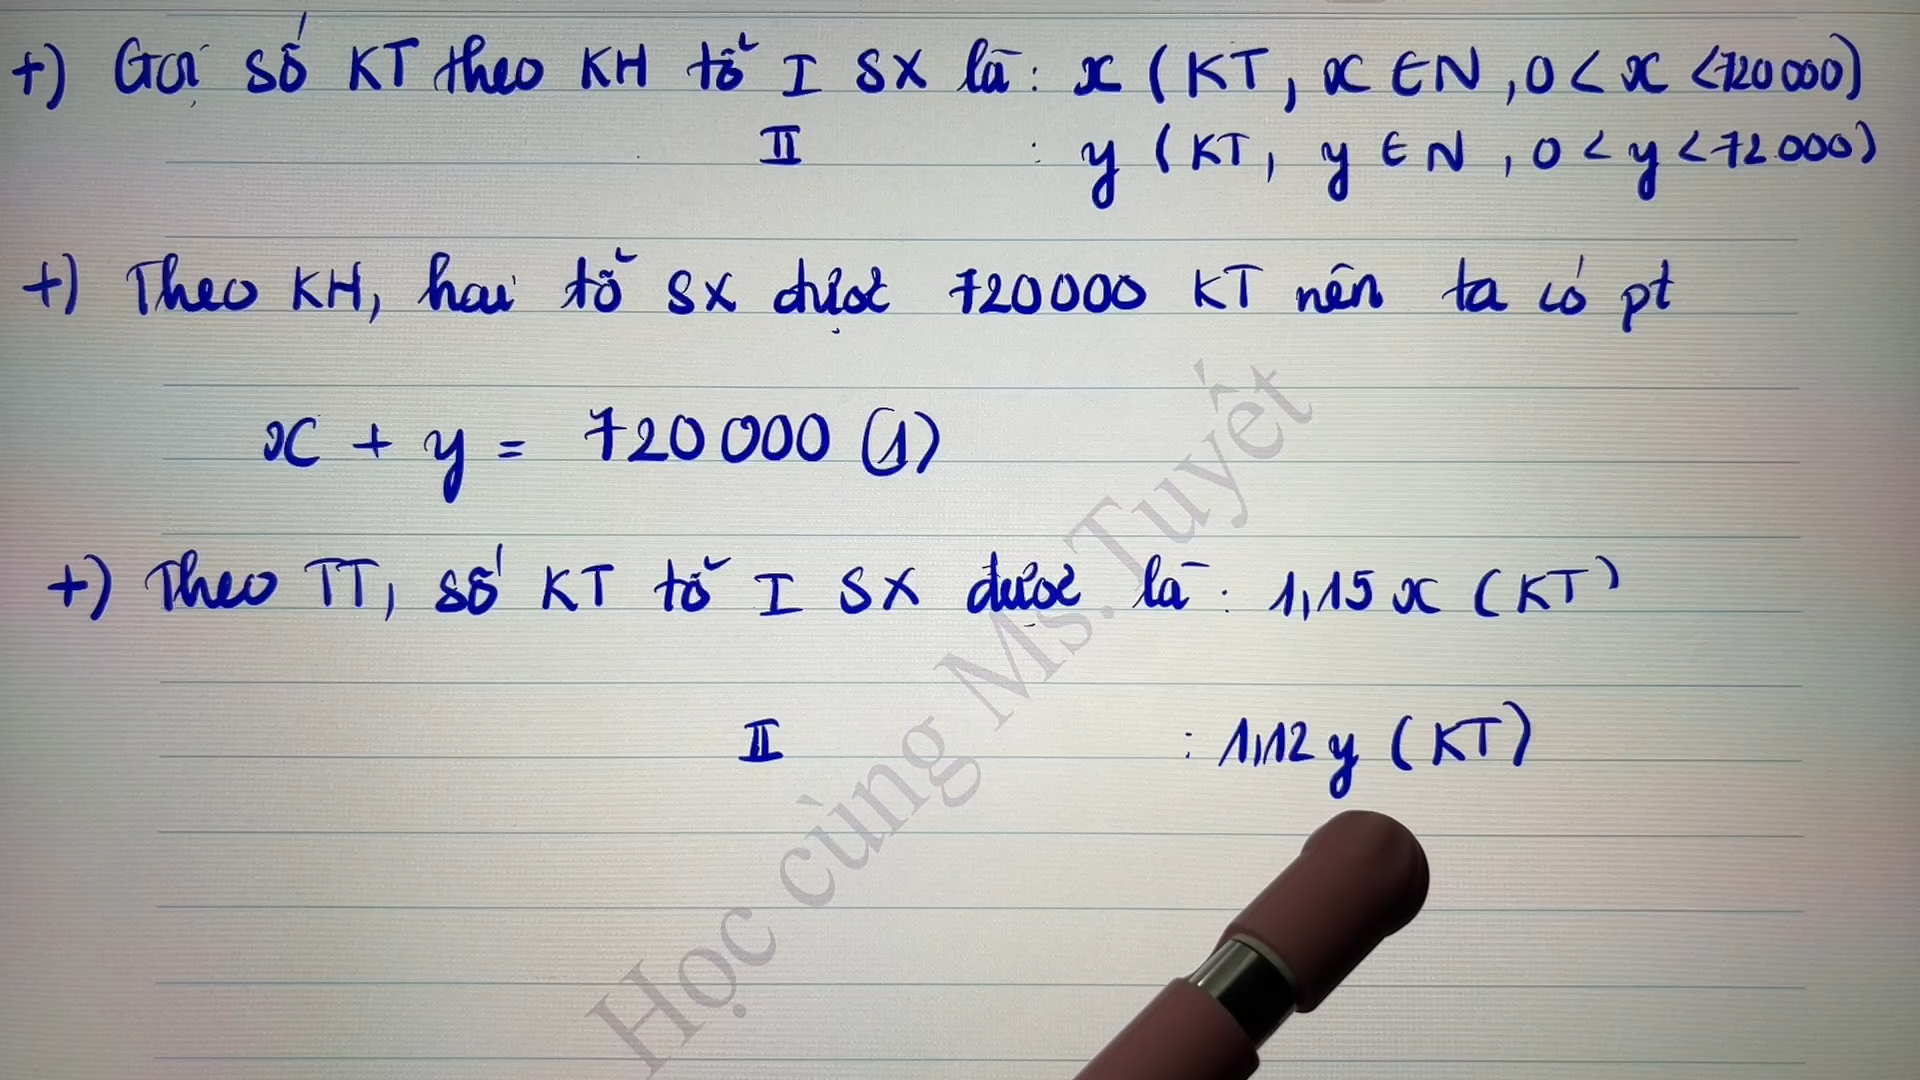 +) Gọi số KT theo KH tổ I SX là: x (KT, x ∈ N, 0 < x < 720000)
II : y (KT, y ∈ N, 0 < y < 72000)
+) Theo KH, hai tổ SX được 720000 KT nên ta có pt
x + y = 720000 (1)
+) Theo TT, số KT tổ I SX được là: 1,15x (KT)
II : 1,12y (KT)
Học cùng Ms.Tuyết